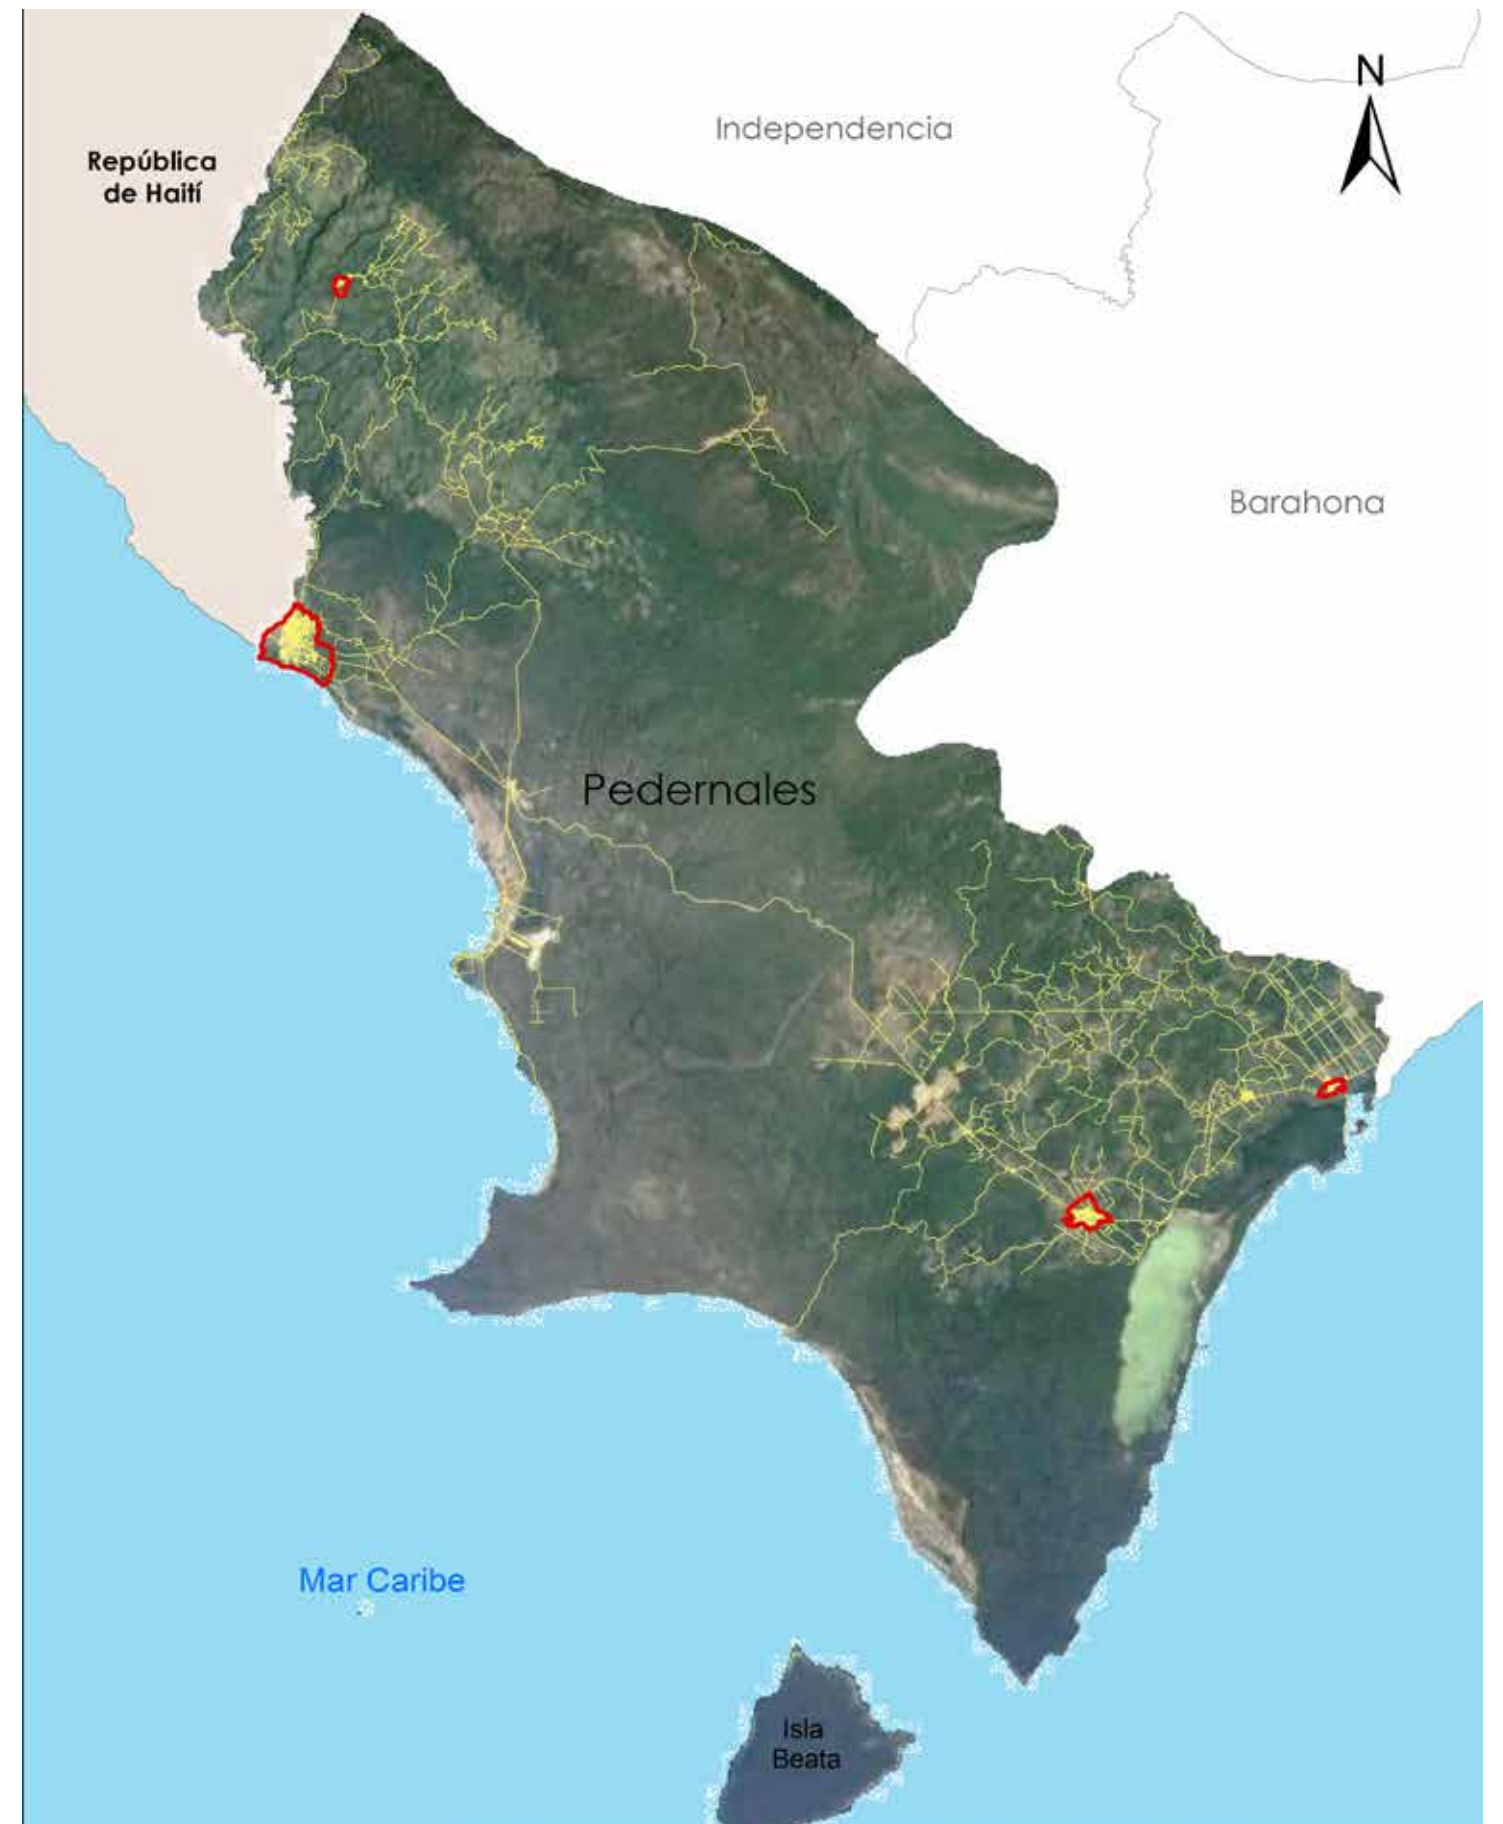 N
Independencia
República
de Haití
Barahona
Pedernales
Mar Caribe
Isla
Beata